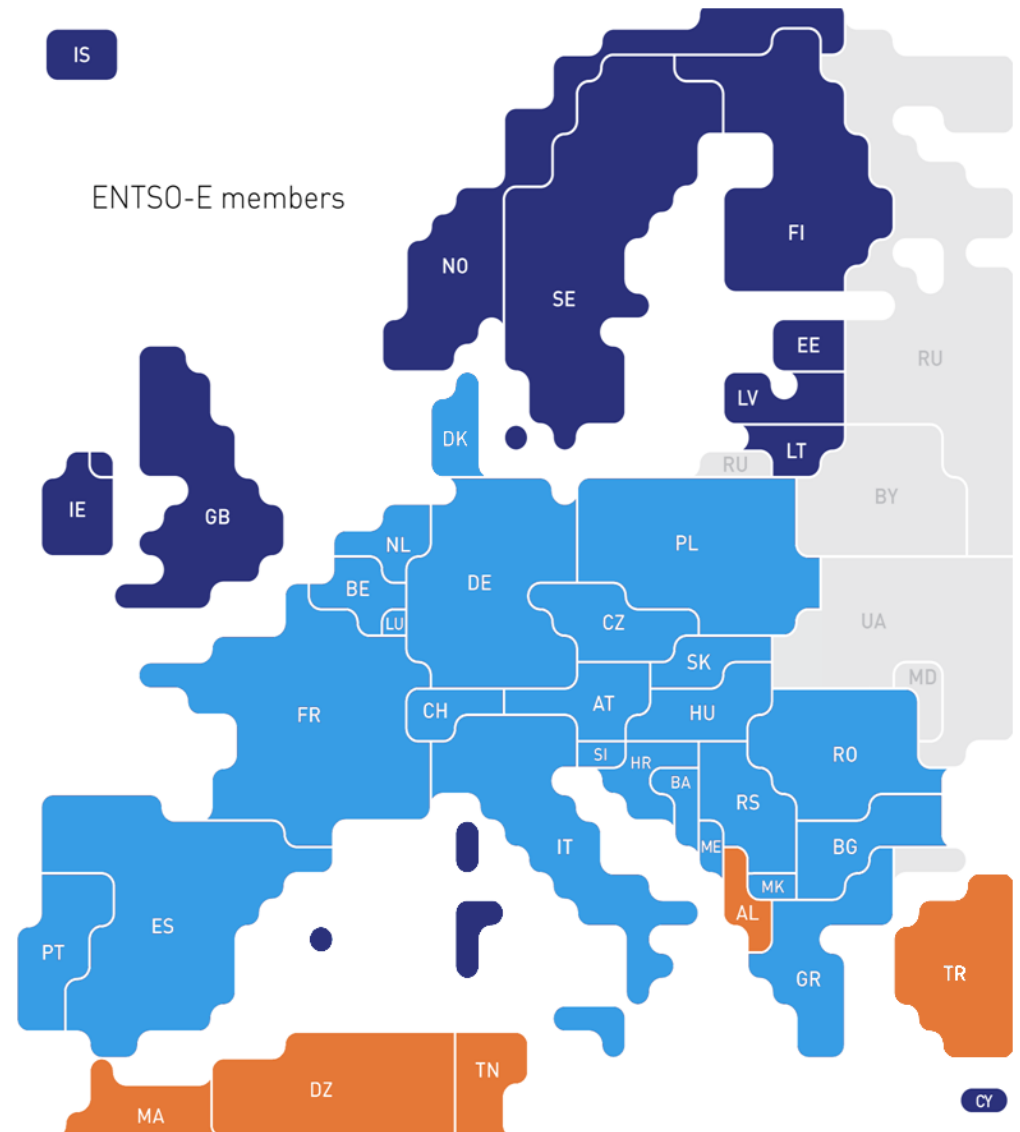 IS
ENTSO-E members
FI
NO
SE
EE
RU
LV
DK
LT
RU
BY
IE
GB
NL
PL
DE
BE
CZ
LU
UA
SK
MD
CH
AT
FR
HU
SI
HR
RO
BA
RS
IT
ME
BG
MK
AL
ES
PT
GR
TR
TN
DZ
CY
MA